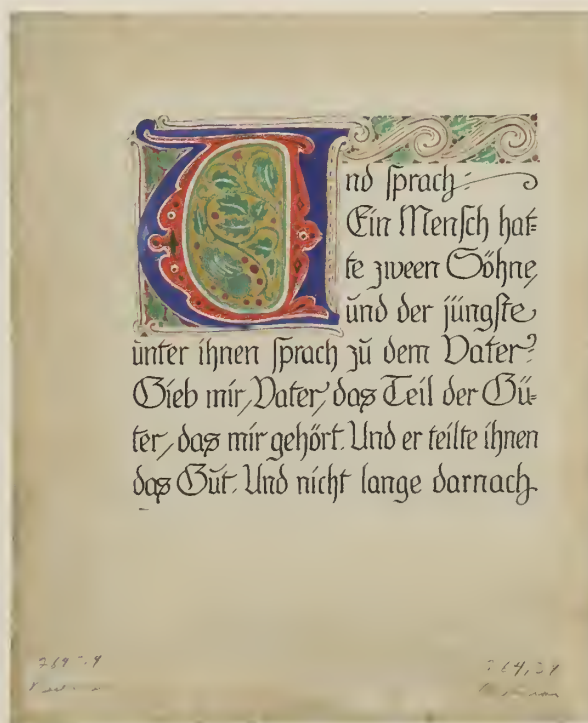 Und sprach:
Ein Menſch hat-
te zween Söhne,
und der jüngſte
unter ihnen ſprach zu dem Vater:
Gieb mir, Vater, das Teil der Gü-
ter, das mir gehört. Und er teilte ihnen
das Gut. Und nicht lange darnach